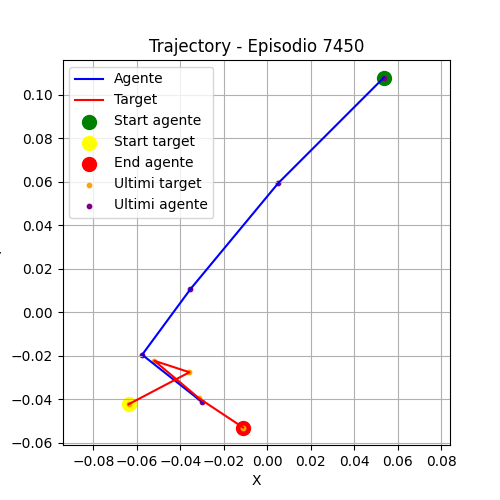 Trajectory - Episodio 7450
Agente
Target
Start agente
Start target
End agente
Ultimi target
Ultimi agente
0.10
0.08
0.06
0.04
0.02
0.00
−0.02
−0.04
−0.06
−0.08 −0.06 −0.04 −0.02 0.00 0.02 0.04 0.06 0.08
X